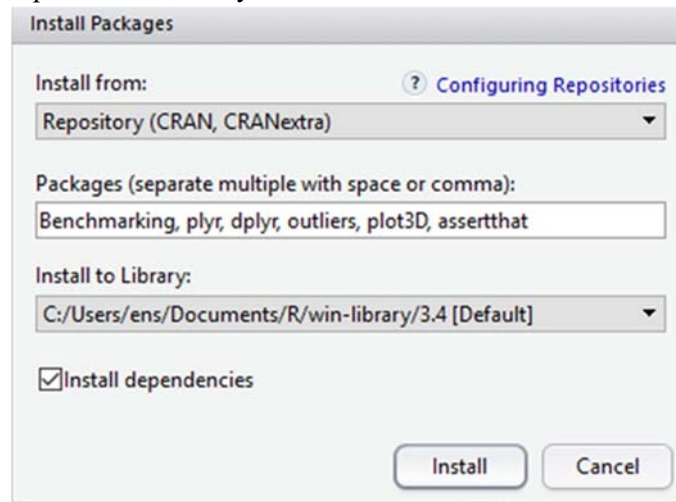 Install Packages
Install from:
? Configuring Repositories
Repository (CRAN, CRANextra)
Packages (separate multiple with space or comma):
Benchmarking, plyr, dplyr, outliers, plot3D, assertthat
Install to Library:
C:/Users/ens/Documents/R/win-library/3.4 [Default]
Install dependencies
Install
Cancel